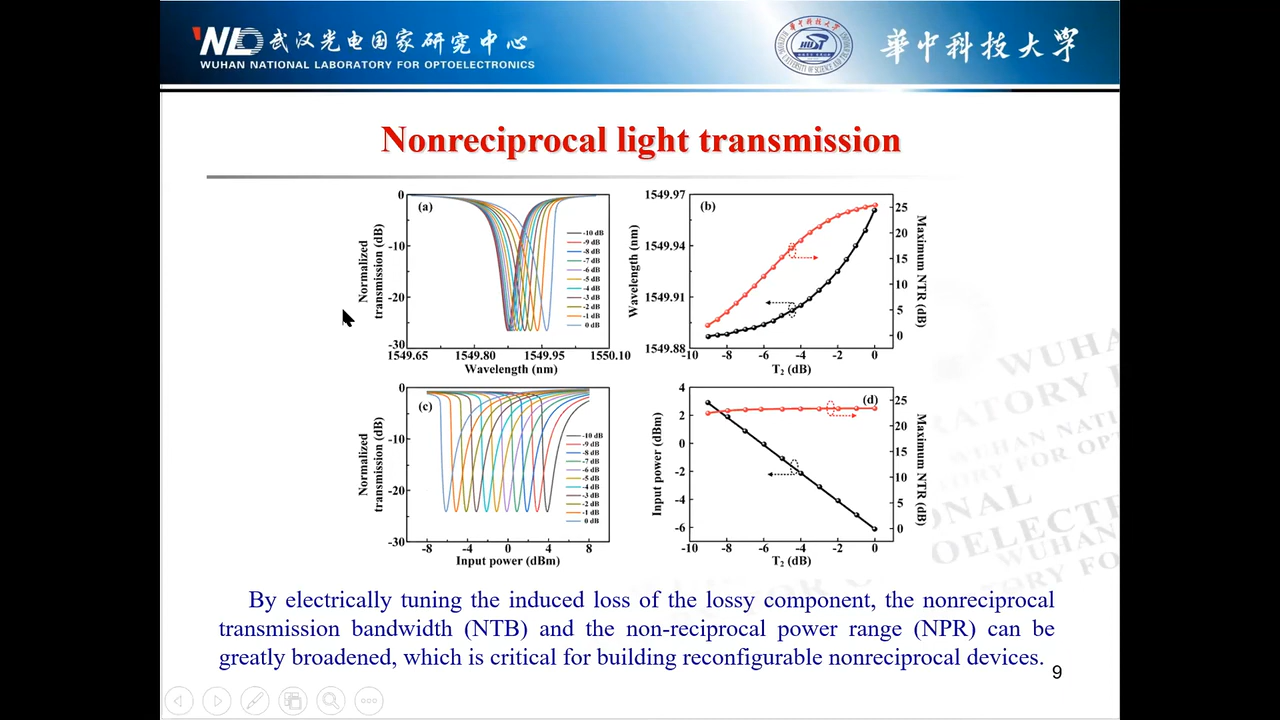 WNLO 武汉光电国家研究中心
WUHAN NATIONAL LABORATORY FOR OPTOELECTRONICS
華中科技大学
Nonreciprocal light transmission
(a)
0
-10
-20
-30
Normalized
transmission (dB)
1549.65 1549.80 1549.95 1550.10
Wavelength (nm)
-10 dB
-9 dB
-8 dB
-7 dB
-6 dB
-5 dB
-4 dB
-3 dB
-2 dB
-1 dB
0 dB
(b)
1549.97
1549.94
1549.91
1549.88
Wavelength (nm)
-10 -8 -6 -4 -2 0
T2 (dB)
25
20
15
10
5
0
Maximum NTR (dB)
(c)
0
-10
-20
-30
Normalized
transmission (dB)
-8 -4 0 4 8
Input power (dBm)
-10 dB
-9 dB
-8 dB
-7 dB
-6 dB
-5 dB
-4 dB
-3 dB
-2 dB
-1 dB
0 dB
(d)
4
2
0
-2
-4
-6
Input power (dBm)
-10 -8 -6 -4 -2 0
T2 (dB)
25
20
15
10
5
0
Maximum NTR (dB)
By electrically tuning the induced loss of the lossy component, the nonreciprocal
transmission bandwidth (NTB) and the non-reciprocal power range (NPR) can be
greatly broadened, which is critical for building reconfigurable nonreciprocal devices.
9